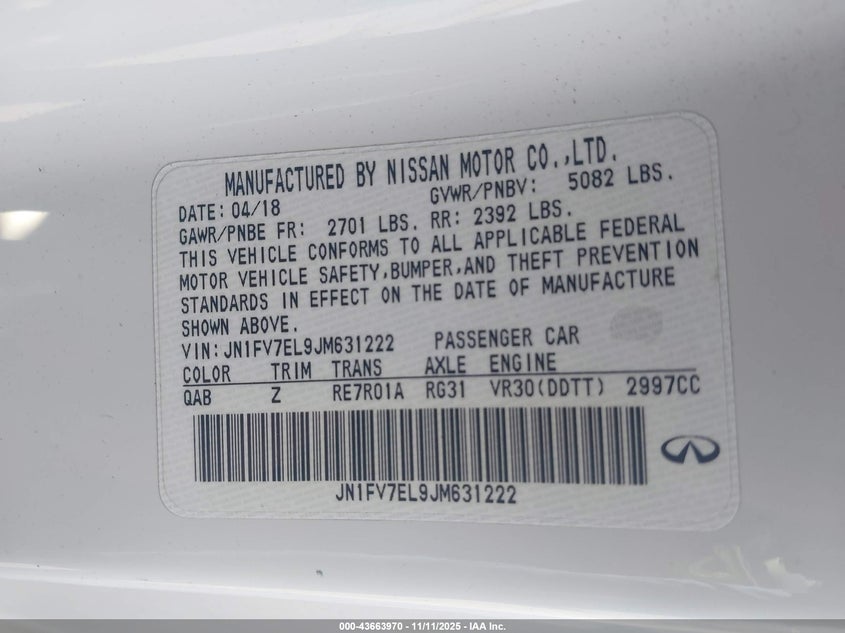 MANUFACTURED BY NISSAN MOTOR CO.,LTD.
DATE: 04/18 GVWR/PNBV: 5082 LBS.
GAWR/PNBE FR: 2701 LBS. RR: 2392 LBS.
THIS VEHICLE CONFORMS TO ALL APPLICABLE FEDERAL
MOTOR VEHICLE SAFETY,BUMPER,AND THEFT PREVENTION
STANDARDS IN EFFECT ON THE DATE OF MANUFACTURE
SHOWN ABOVE.
VIN:JN1FV7EL9JM631222 PASSENGER CAR
COLOR TRIM TRANS AXLE ENGINE
QAB Z RE7R01A RG31 VR30(DDTT) 2997CC
JN1FV7EL9JM631222
000-43663970 - 11/11/2025 - IAA Inc.